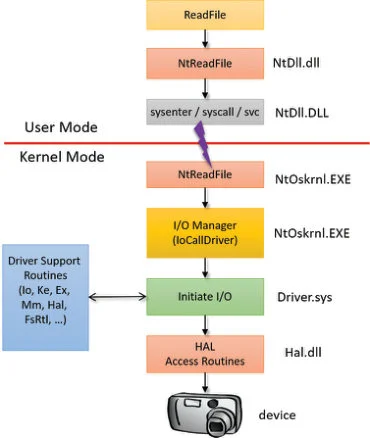 ReadFile
NtReadFile
NtDll.dll
sysenter / syscall / svc
NtDll.DLL
User Mode
Kernel Mode
NtReadFile
NtOskrnl.EXE
I/O Manager
(IoCallDriver)
NtOskrnl.EXE
Driver Support
Routines
(Io, Ke, Ex,
Mm, Hal,
FsRtl, ...)
Initiate I/O
Driver.sys
HAL
Access Routines
Hal.dll
device